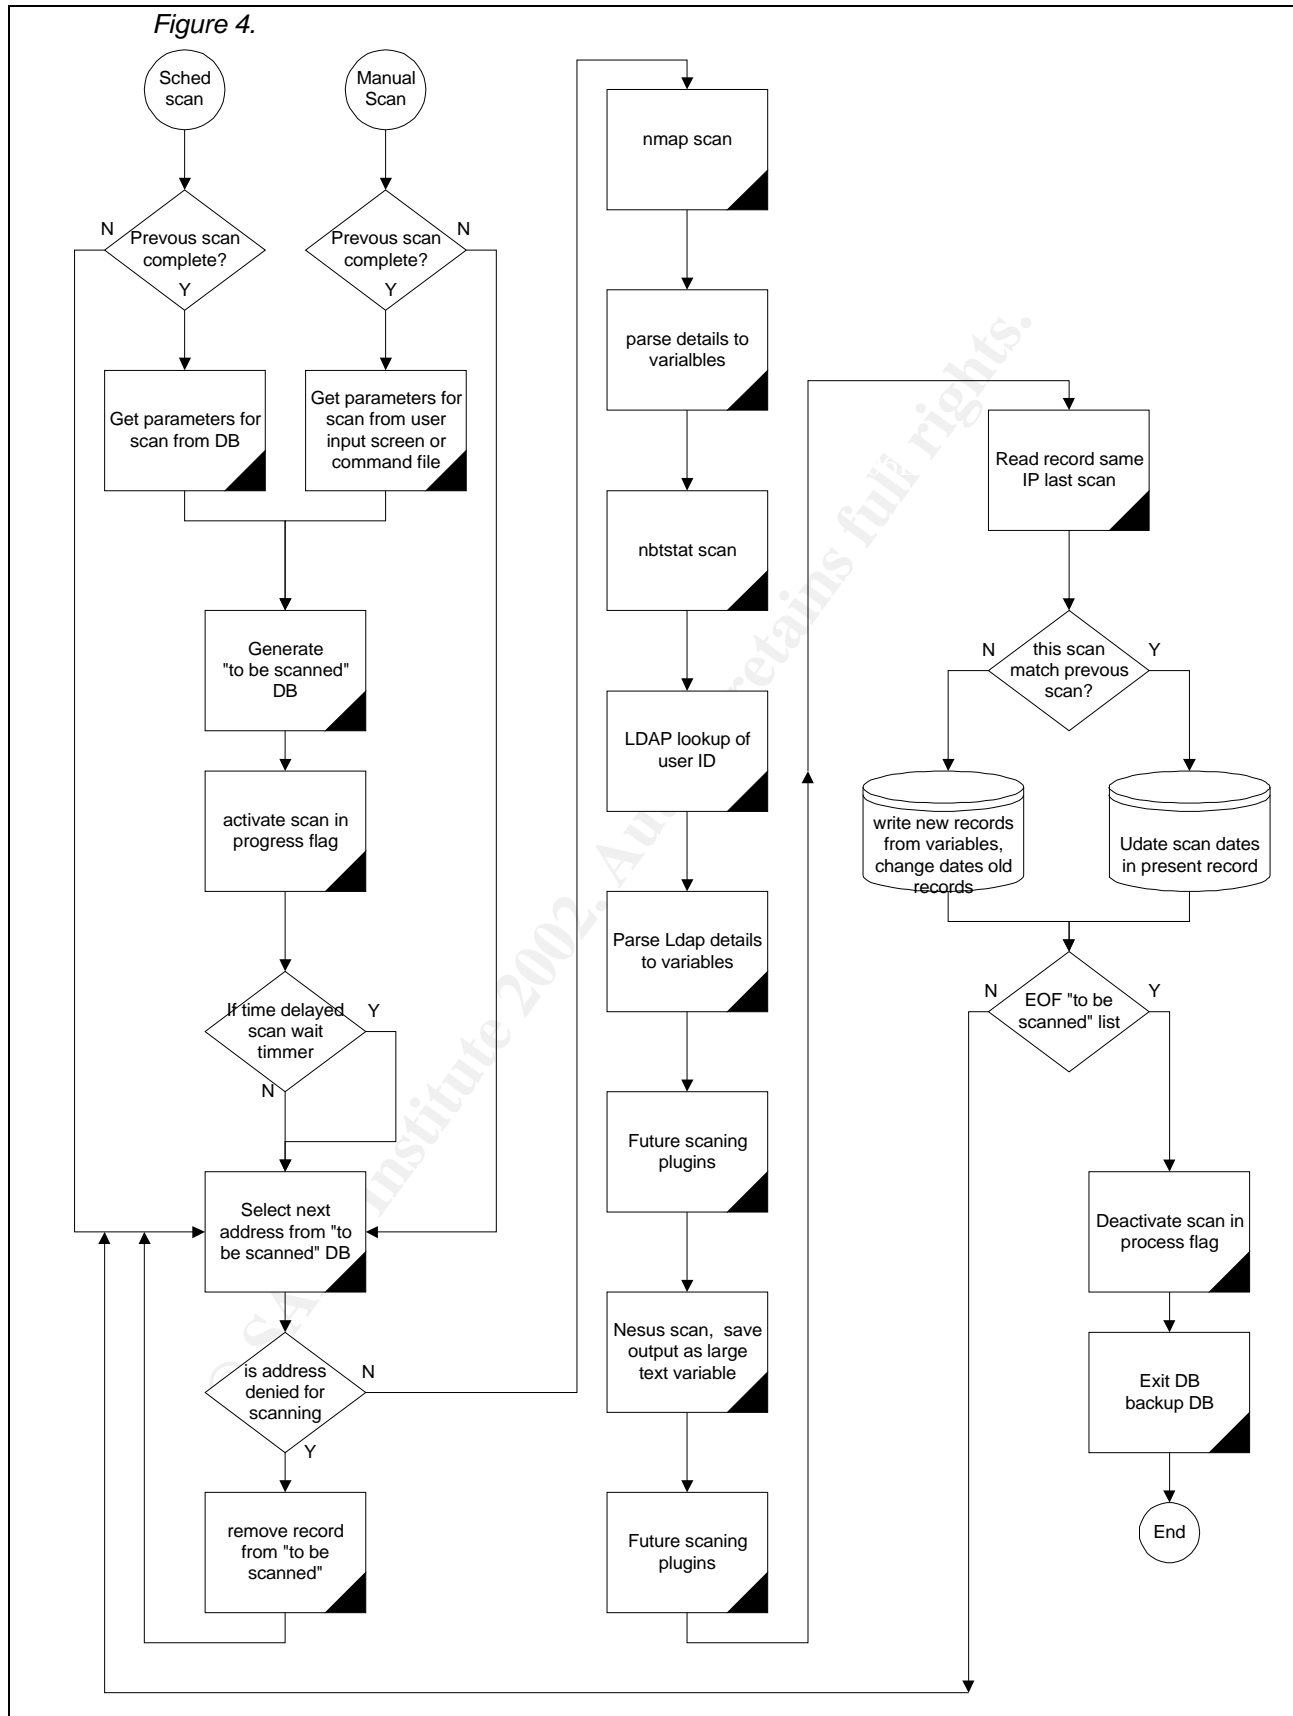 Figure 4.
Sched
scan
Manual
Scan
N
Prevous scan
complete?
Y
N
Prevous scan
complete?
Y
Get parameters for
scan from DB
Get parameters for
scan from user
input screen or
command file
Generate
"to be scanned"
DB
activate scan in
progress flag
If time delayed
scan wait
timmer
Y
N
Select next
address from "to
be scanned" DB
is address
denied for
scanning
N
Y
remove record
from "to be
scanned"
nmap scan
parse details to
varialbles
nbtstat scan
LDAP lookup of
user ID
Parse Ldap details
to variables
Future scaning
plugins
Nesus scan, save
output as large
text variable
Future scaning
plugins
Read record same
IP last scan
N
this scan
match prevous
scan?
Y
write new records
from variables,
change dates old
records
Udate scan dates
in present record
N
EOF "to be
scanned" list
Y
Deactivate scan in
process flag
Exit DB
backup DB
End